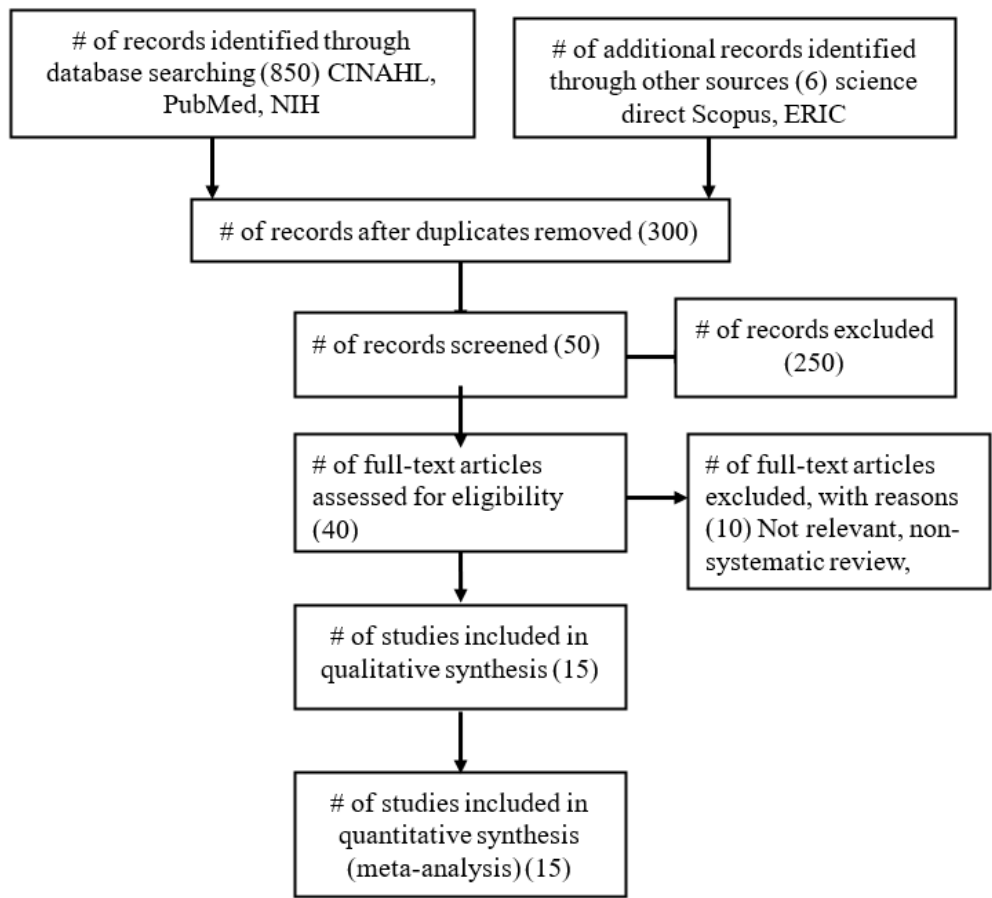 # of records identified through
database searching (850) CINAHL,
PubMed, NIH
# of additional records identified
through other sources (6) science
direct Scopus, ERIC
# of records after duplicates removed (300)
# of records screened (50)
# of records excluded
(250)
# of full-text articles
assessed for eligibility
(40)
# of full-text articles
excluded, with reasons
(10) Not relevant, non-
systematic review,
# of studies included in
qualitative synthesis (15)
# of studies included in
quantitative synthesis
(meta-analysis) (15)